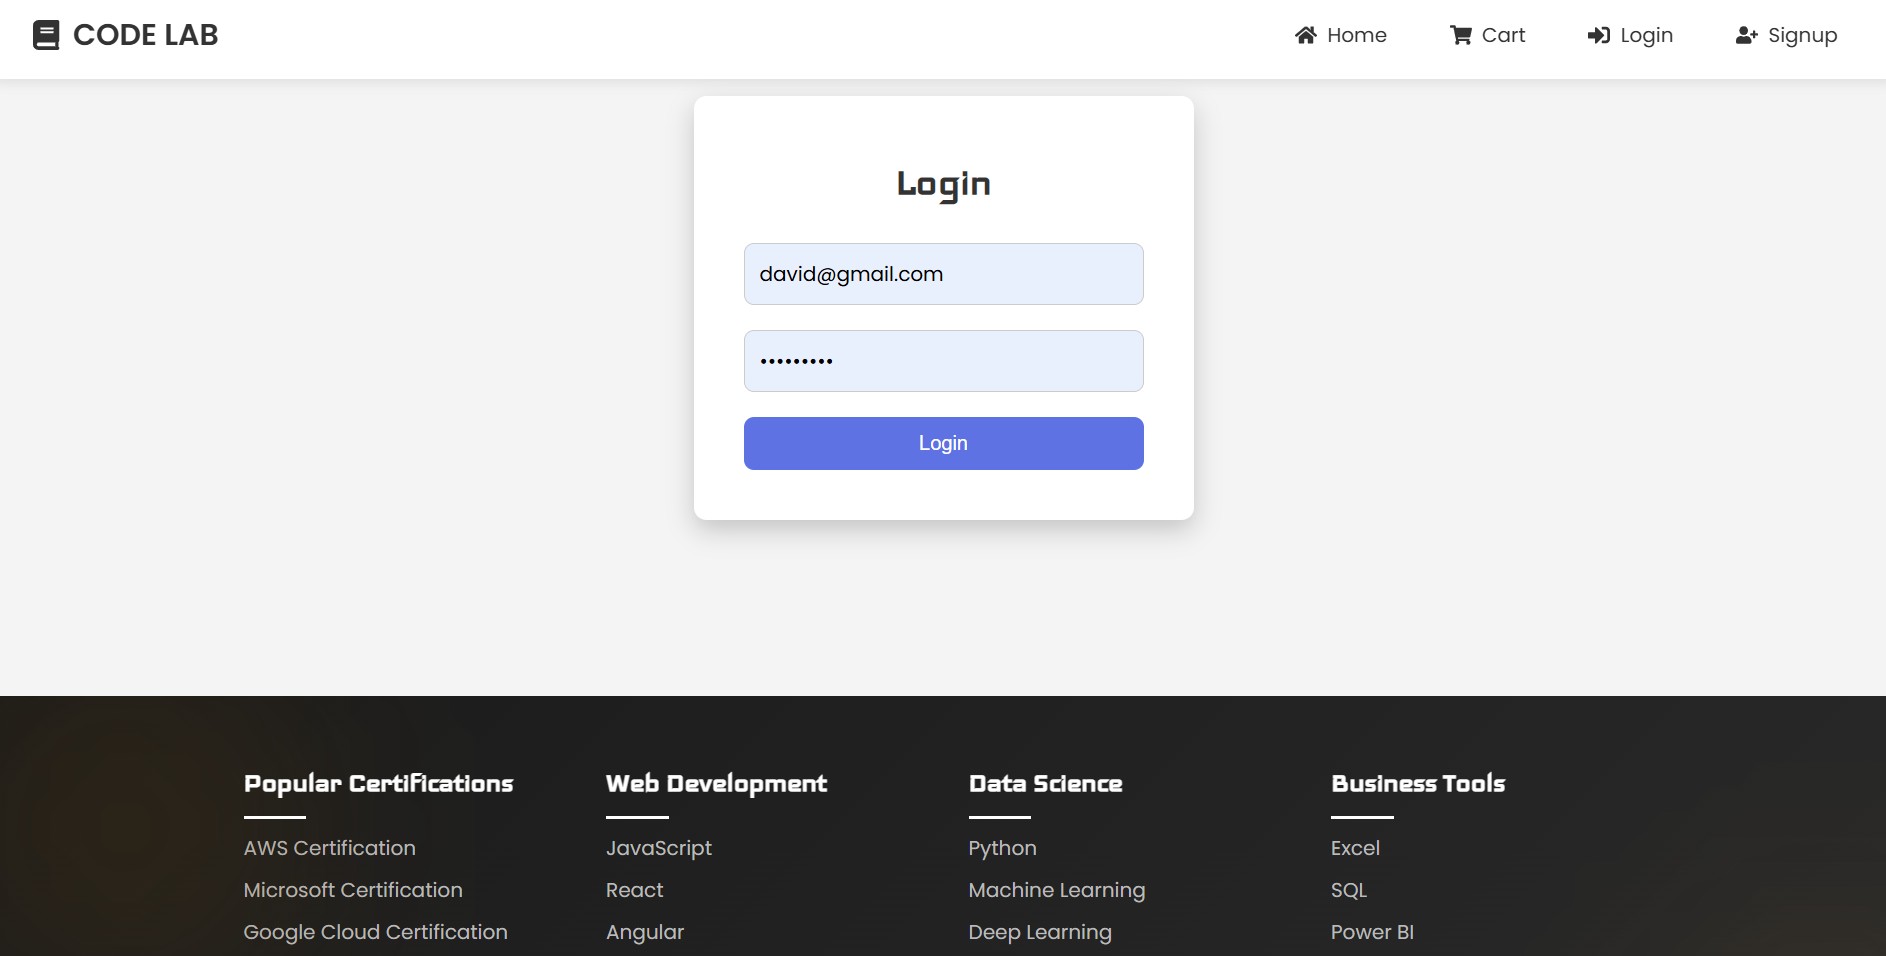 CODE LAB
Home
Cart
Login
Signup
Login
david@gmail.com
•••••••••
Login
Popular Certifications
AWS Certification
Microsoft Certification
Google Cloud Certification
Web Development
JavaScript
React
Angular
Data Science
Python
Machine Learning
Deep Learning
Business Tools
Excel
SQL
Power BI